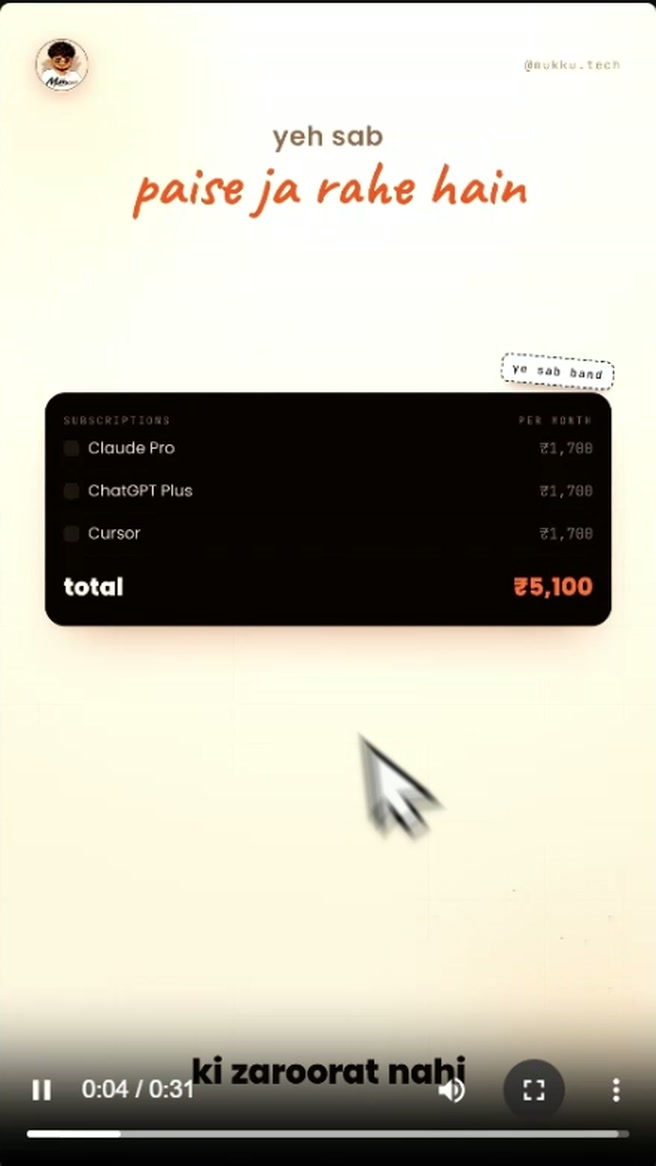 @mukku.tech
yeh sab
paise ja rahe hain
ye sab band
SUBSCRIPTIONS PER MONTH
Claude Pro ₹1,700
ChatGPT Plus ₹1,700
Cursor ₹1,700
total ₹5,100
ki zaroorat nahi
0:04 / 0:31